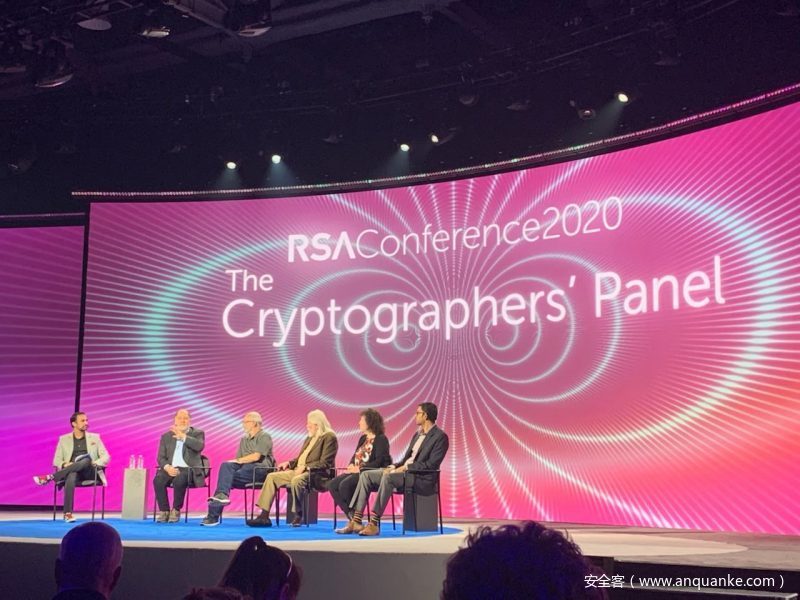 RSAConference2020
The
Cryptographers' Panel
安全客（www.anquanke.com）